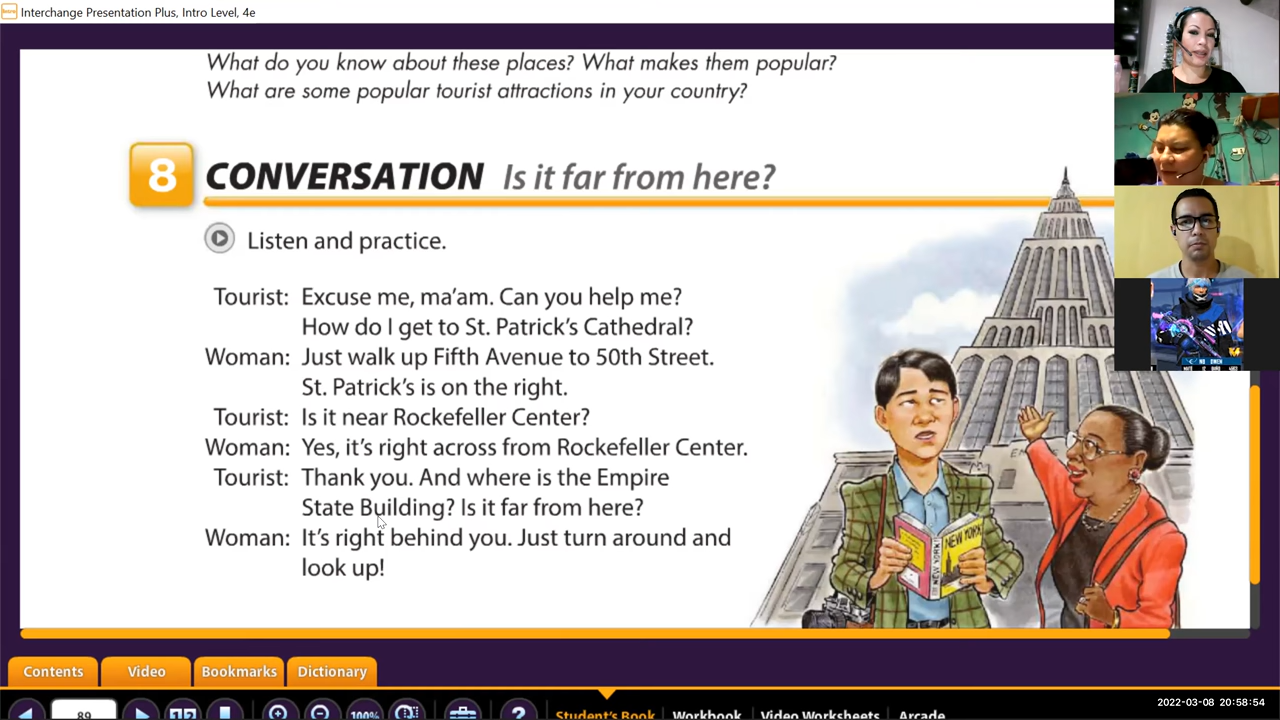 Interchange Presentation Plus, Intro Level, 4e
What do you know about these places? What makes them popular?
What are some popular tourist attractions in your country?
8 CONVERSATION Is it far from here?
Listen and practice.
Tourist: Excuse me, ma'am. Can you help me?
How do I get to St. Patrick's Cathedral?
Woman: Just walk up Fifth Avenue to 50th Street.
St. Patrick's is on the right.
Tourist: Is it near Rockefeller Center?
Woman: Yes, it's right across from Rockefeller Center.
Tourist: Thank you. And where is the Empire
State Building? Is it far from here?
Woman: It's right behind you. Just turn around and
look up!
NEW YORK
NEW YORK
Contents Video Bookmarks Dictionary
89 100% ? Student's Book Workbook Video Worksheets Arcade
2022-03-08 20:58:54